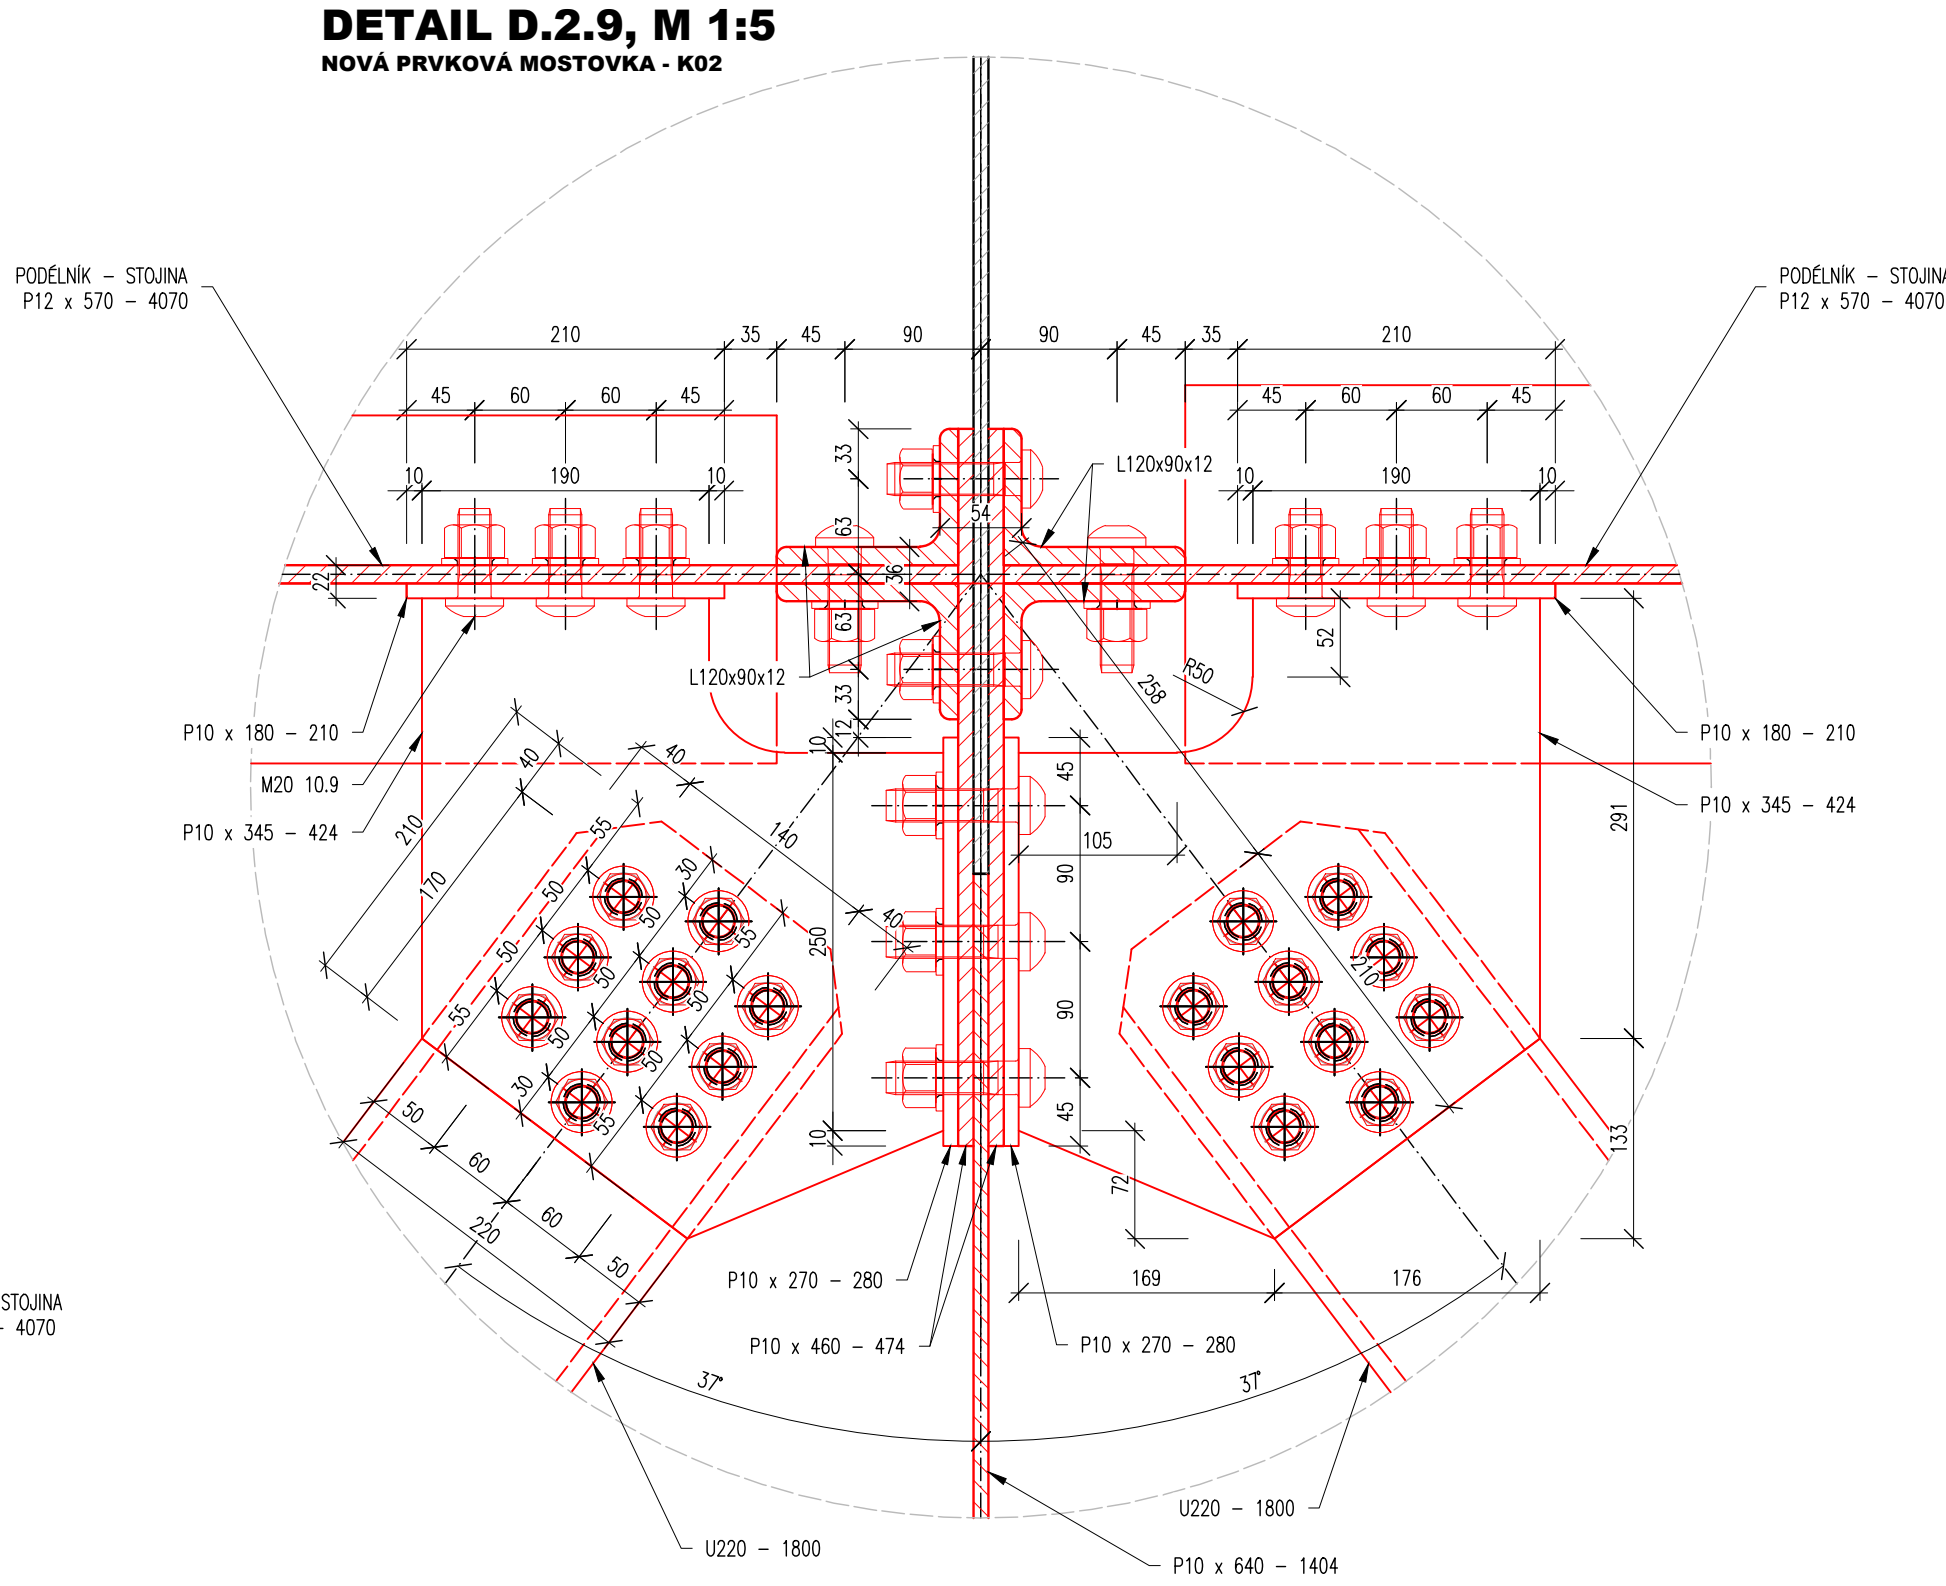 DETAIL D.2.9, M 1:5
NOVÁ PRVKOVÁ MOSTOVKA - K02
PODÉLNÍK – STOJINA
P12 x 570 – 4070
PODÉLNÍK – STOJINA
P12 x 570 – 4070
210 35 45 90 90 45 35 210
45 60 60 45
45 60 60 45
10 190 10
10 190 10
33
L120x90x12
54
63
22
36
63
52
L120x90x12
33
258
R50
12
10
P10 x 180 – 210
P10 x 180 – 210
40
40
45
M20 10.9
P10 x 345 – 424
P10 x 345 – 424
291
210
55
140
105
30
90
170
50
50
40
55
250
50
50
210
55
50
50
50
90
30
55
50
45
10
133
60
72
60
220
50
169
176
P10 x 270 – 280
STOJINA
– 4070
P10 x 460 – 474
P10 x 270 – 280
37°
37°
U220 – 1800
U220 – 1800
P10 x 640 – 1404